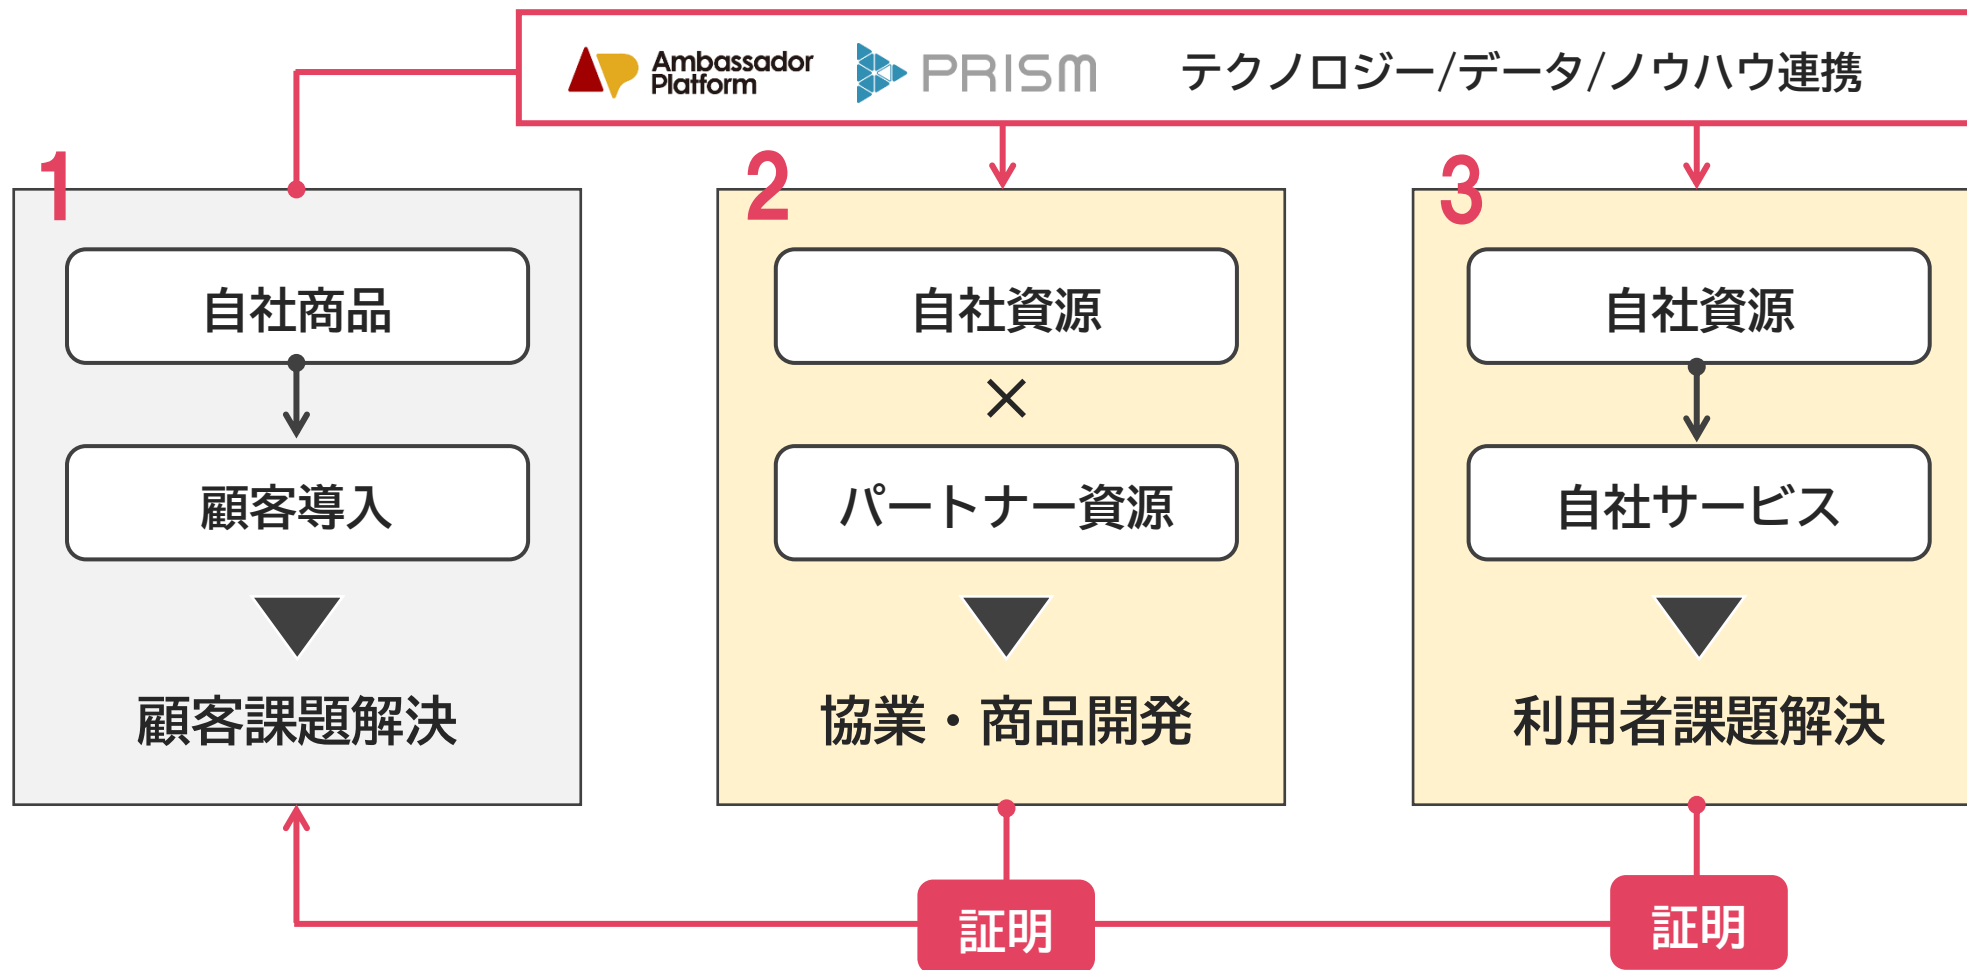 Ambassador
Platform
PRISM
テクノロジー/データ/ノウハウ連携
1
自社商品
顧客導入
顧客課題解決
2
自社資源
×
パートナー資源
協業・商品開発
証明
3
自社資源
自社サービス
利用者課題解決
証明